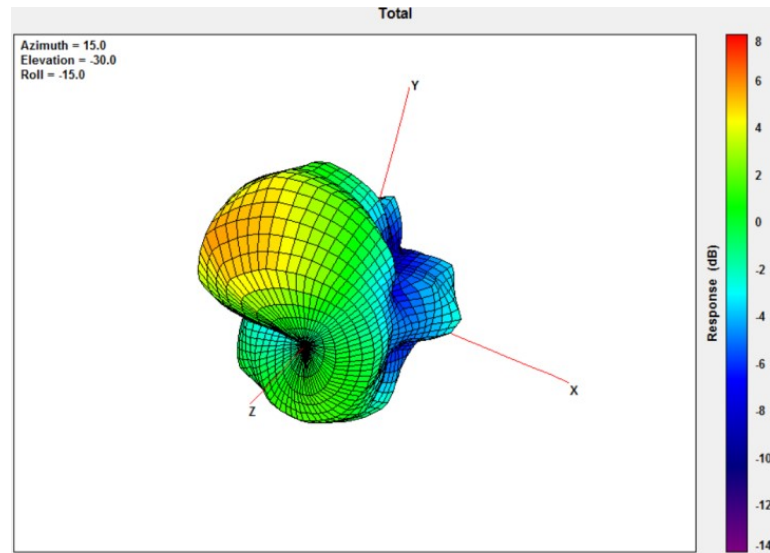 Total
Azimuth = 15.0
Elevation = -30.0
Roll = -15.0
Y
X
Z
Response (dB)
8
6
4
2
0
-2
-4
-6
-8
-10
-12
-14